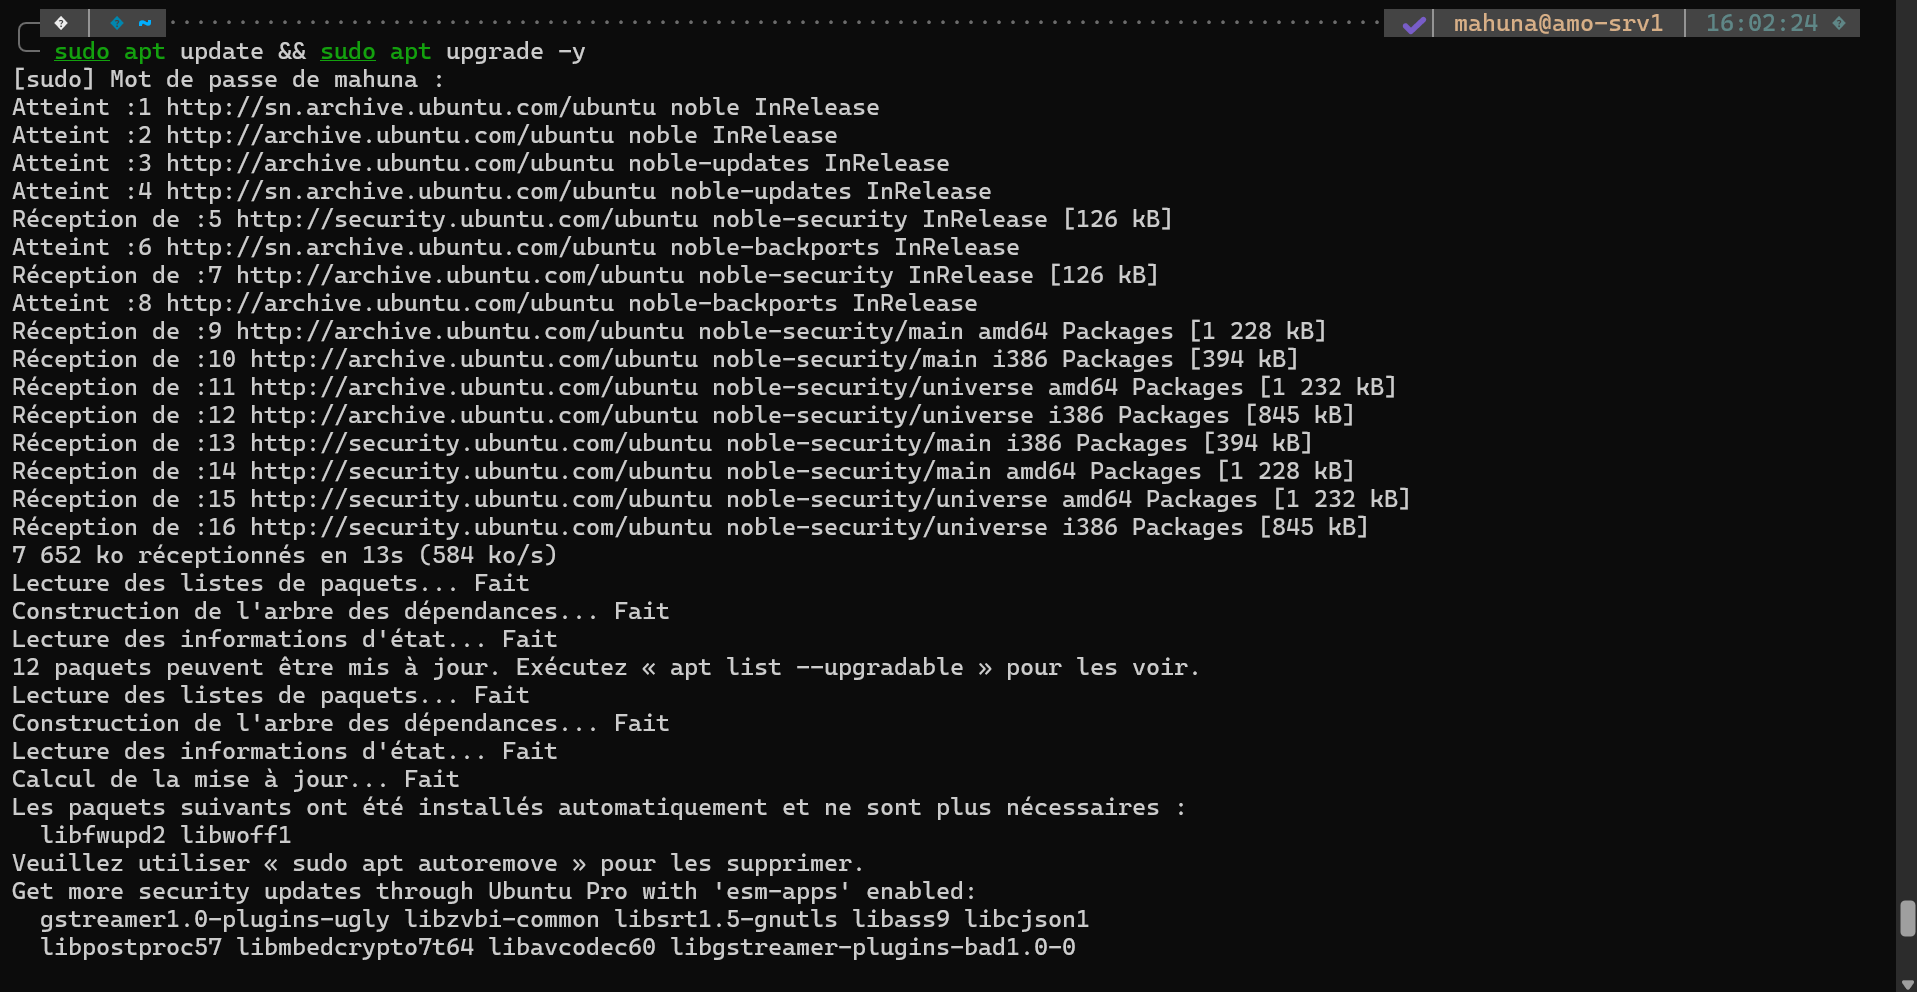 ~ mahuna@amo-srv1 16:02:24
sudo apt update && sudo apt upgrade -y
[sudo] Mot de passe de mahuna :
Atteint :1 http://sn.archive.ubuntu.com/ubuntu noble InRelease
Atteint :2 http://archive.ubuntu.com/ubuntu noble InRelease
Atteint :3 http://archive.ubuntu.com/ubuntu noble-updates InRelease
Atteint :4 http://sn.archive.ubuntu.com/ubuntu noble-updates InRelease
Réception de :5 http://security.ubuntu.com/ubuntu noble-security InRelease [126 kB]
Atteint :6 http://sn.archive.ubuntu.com/ubuntu noble-backports InRelease
Réception de :7 http://archive.ubuntu.com/ubuntu noble-security InRelease [126 kB]
Atteint :8 http://archive.ubuntu.com/ubuntu noble-backports InRelease
Réception de :9 http://archive.ubuntu.com/ubuntu noble-security/main amd64 Packages [1 228 kB]
Réception de :10 http://archive.ubuntu.com/ubuntu noble-security/main i386 Packages [394 kB]
Réception de :11 http://archive.ubuntu.com/ubuntu noble-security/universe amd64 Packages [1 232 kB]
Réception de :12 http://archive.ubuntu.com/ubuntu noble-security/universe i386 Packages [845 kB]
Réception de :13 http://security.ubuntu.com/ubuntu noble-security/main i386 Packages [394 kB]
Réception de :14 http://security.ubuntu.com/ubuntu noble-security/main amd64 Packages [1 228 kB]
Réception de :15 http://security.ubuntu.com/ubuntu noble-security/universe amd64 Packages [1 232 kB]
Réception de :16 http://security.ubuntu.com/ubuntu noble-security/universe i386 Packages [845 kB]
7 652 ko réceptionnés en 13s (584 ko/s)
Lecture des listes de paquets... Fait
Construction de l'arbre des dépendances... Fait
Lecture des informations d'état... Fait
12 paquets peuvent être mis à jour. Exécutez « apt list --upgradable » pour les voir.
Lecture des listes de paquets... Fait
Construction de l'arbre des dépendances... Fait
Lecture des informations d'état... Fait
Calcul de la mise à jour... Fait
Les paquets suivants ont été installés automatiquement et ne sont plus nécessaires :
  libfwupd2 libwoff1
Veuillez utiliser « sudo apt autoremove » pour les supprimer.
Get more security updates through Ubuntu Pro with 'esm-apps' enabled:
  gstreamer1.0-plugins-ugly libzvbi-common libsrt1.5-gnutls libass9 libcjson1
  libpostproc57 libmbedcrypto7t64 libavcodec60 libgstreamer-plugins-bad1.0-0